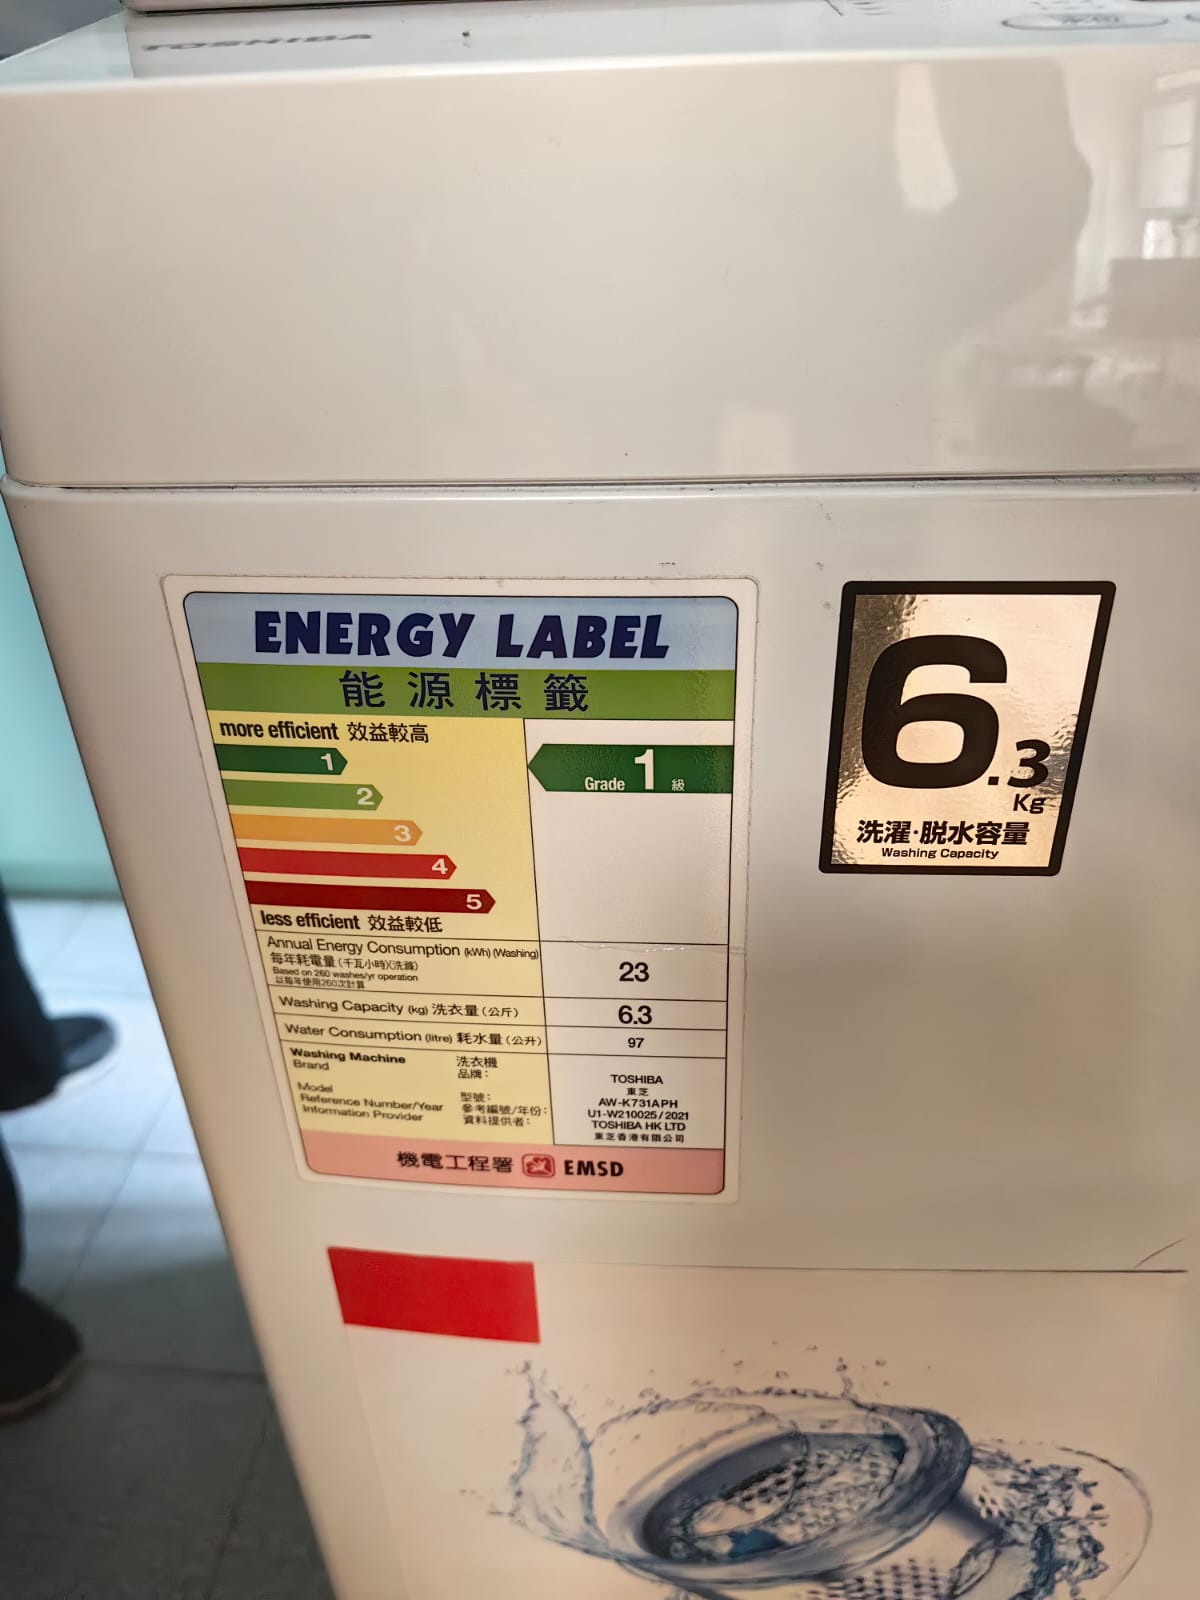 TOSHIBA
ENERGY LABEL
能源標籤
more efficient 效益較高
1
2
3
4
5
less efficient 效益較低
Grade 1 級
Annual Energy Consumption (kWh) (Washing)
每年耗電量 (千瓦小時)(洗滌)
Based on 260 washes/yr operation
以每年使用260次計算
23
Washing Capacity (kg) 洗衣量 (公斤)
6.3
Water Consumption (litre) 耗水量 (公升)
97
Washing Machine 洗衣機
Brand 品牌：
TOSHIBA
東芝
Model 型號：
AW-K731APH
Reference Number/Year 參考編號/年份：
U1-W210025 / 2021
Information Provider 資料提供者：
TOSHIBA HK LTD
東芝香港有限公司
機電工程署 EMSD
6.3
Kg
洗濯·脱水容量
Washing Capacity